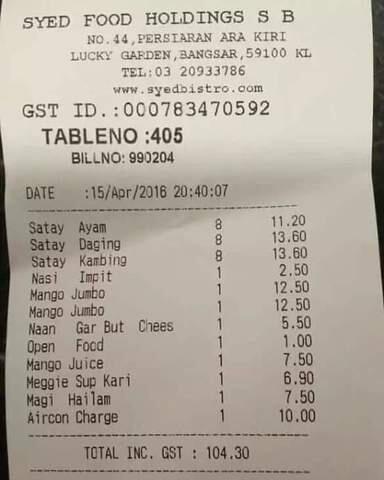 SYED FOOD HOLDINGS S B
NO.44,PERSIARAN ARA KIRI
LUCKY GARDEN,BANGSAR,59100 KL
TEL:03 20933786
www.syedbistro.com
GST ID.:000783470592
TABLENO :405
BILLNO: 990204
DATE :15/Apr/2016 20:40:07
Satay Ayam 8 11.20
Satay Daging 8 13.60
Satay Kambing 8 13.60
Nasi Impit 1 2.50
Mango Jumbo 1 12.50
Mango Jumbo 1 12.50
Naan Gar But Chees 1 5.50
Open Food 1 1.00
Mango Juice 1 7.50
Meggie Sup Kari 1 6.90
Magi Hailam 1 7.50
Aircon Charge 1 10.00
TOTAL INC. GST : 104.30